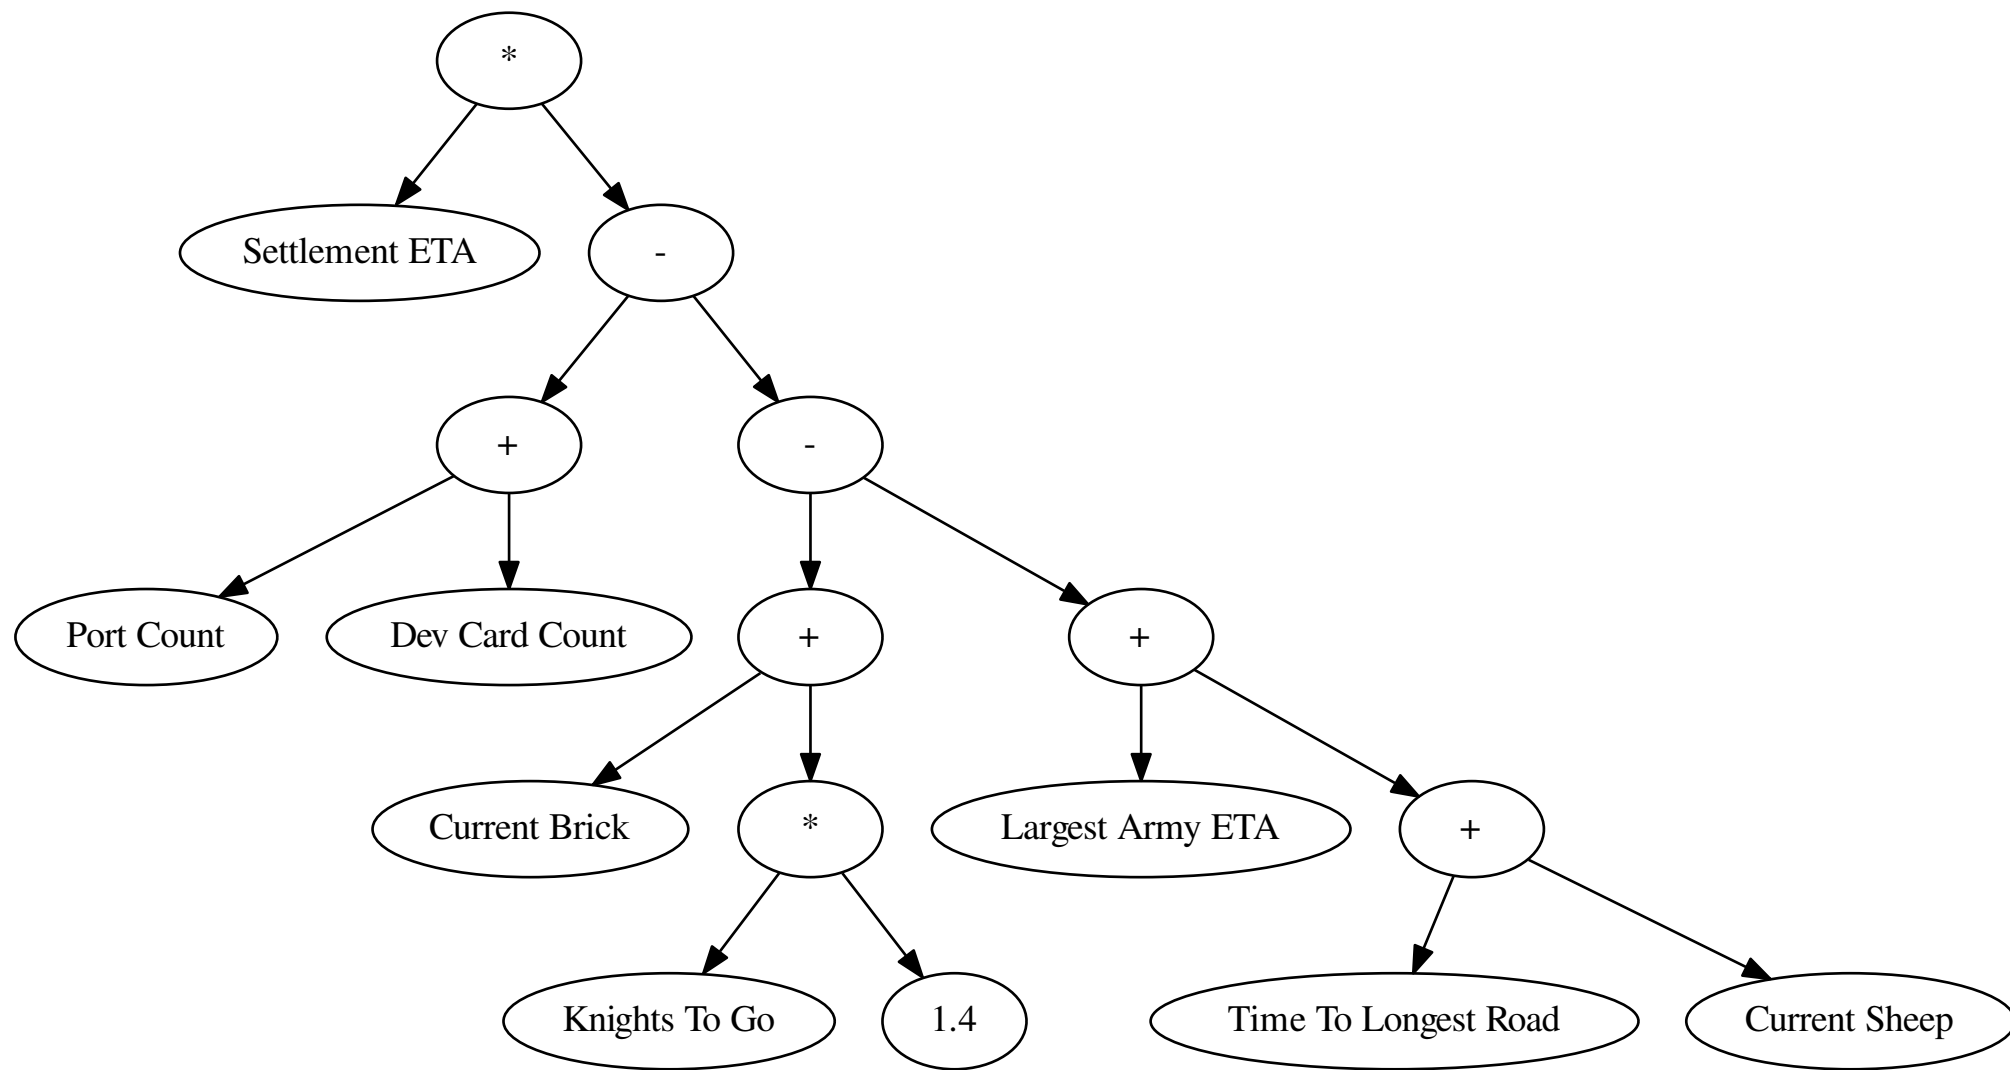 *
Settlement ETA
-
+
-
Port Count
Dev Card Count
+
+
Current Brick
*
Largest Army ETA
+
Knights To Go
1.4
Time To Longest Road
Current Sheep